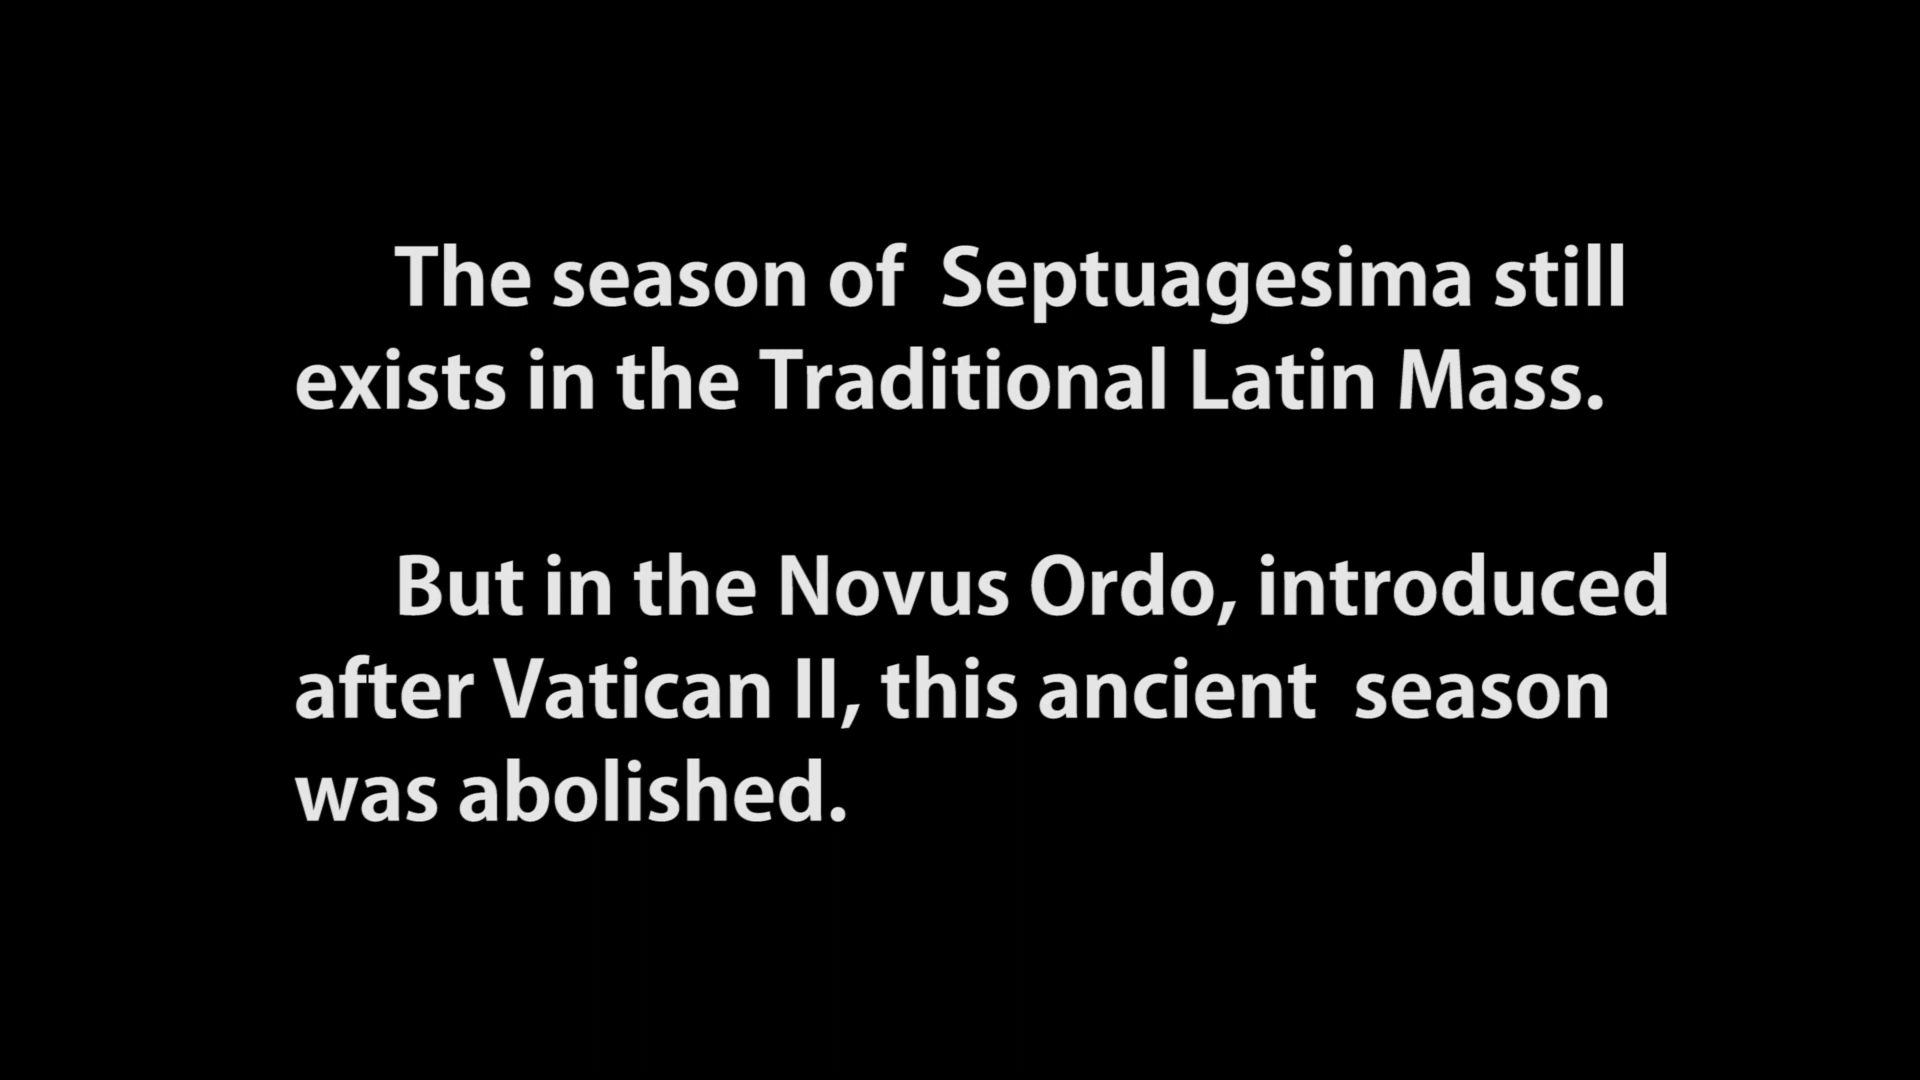 The season of  Septuagesima still
exists in the Traditional Latin Mass.
But in the Novus Ordo, introduced
after Vatican II, this ancient  season
was abolished.